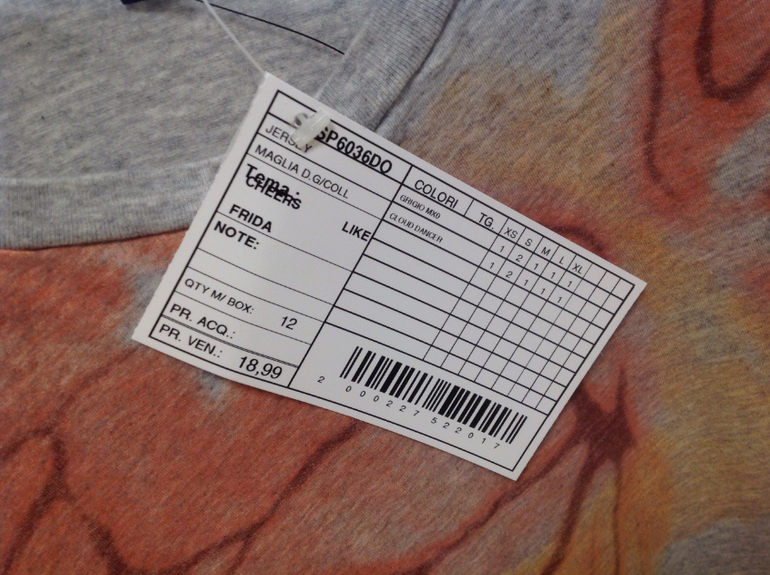 SP6036DO
JERSEY
MAGLIA D.G/COLL
Tema:
CHEERS
FRIDA LIKE
NOTE:
QTY M/ BOX: 12
PR. ACQ.:
PR. VEN.: 18,99
COLORI TG. XS S M L XL
GRIGIO MX0 1 2 1 1 1
CLOUD DANCER 1 2 1 1 1
2 000227 522017